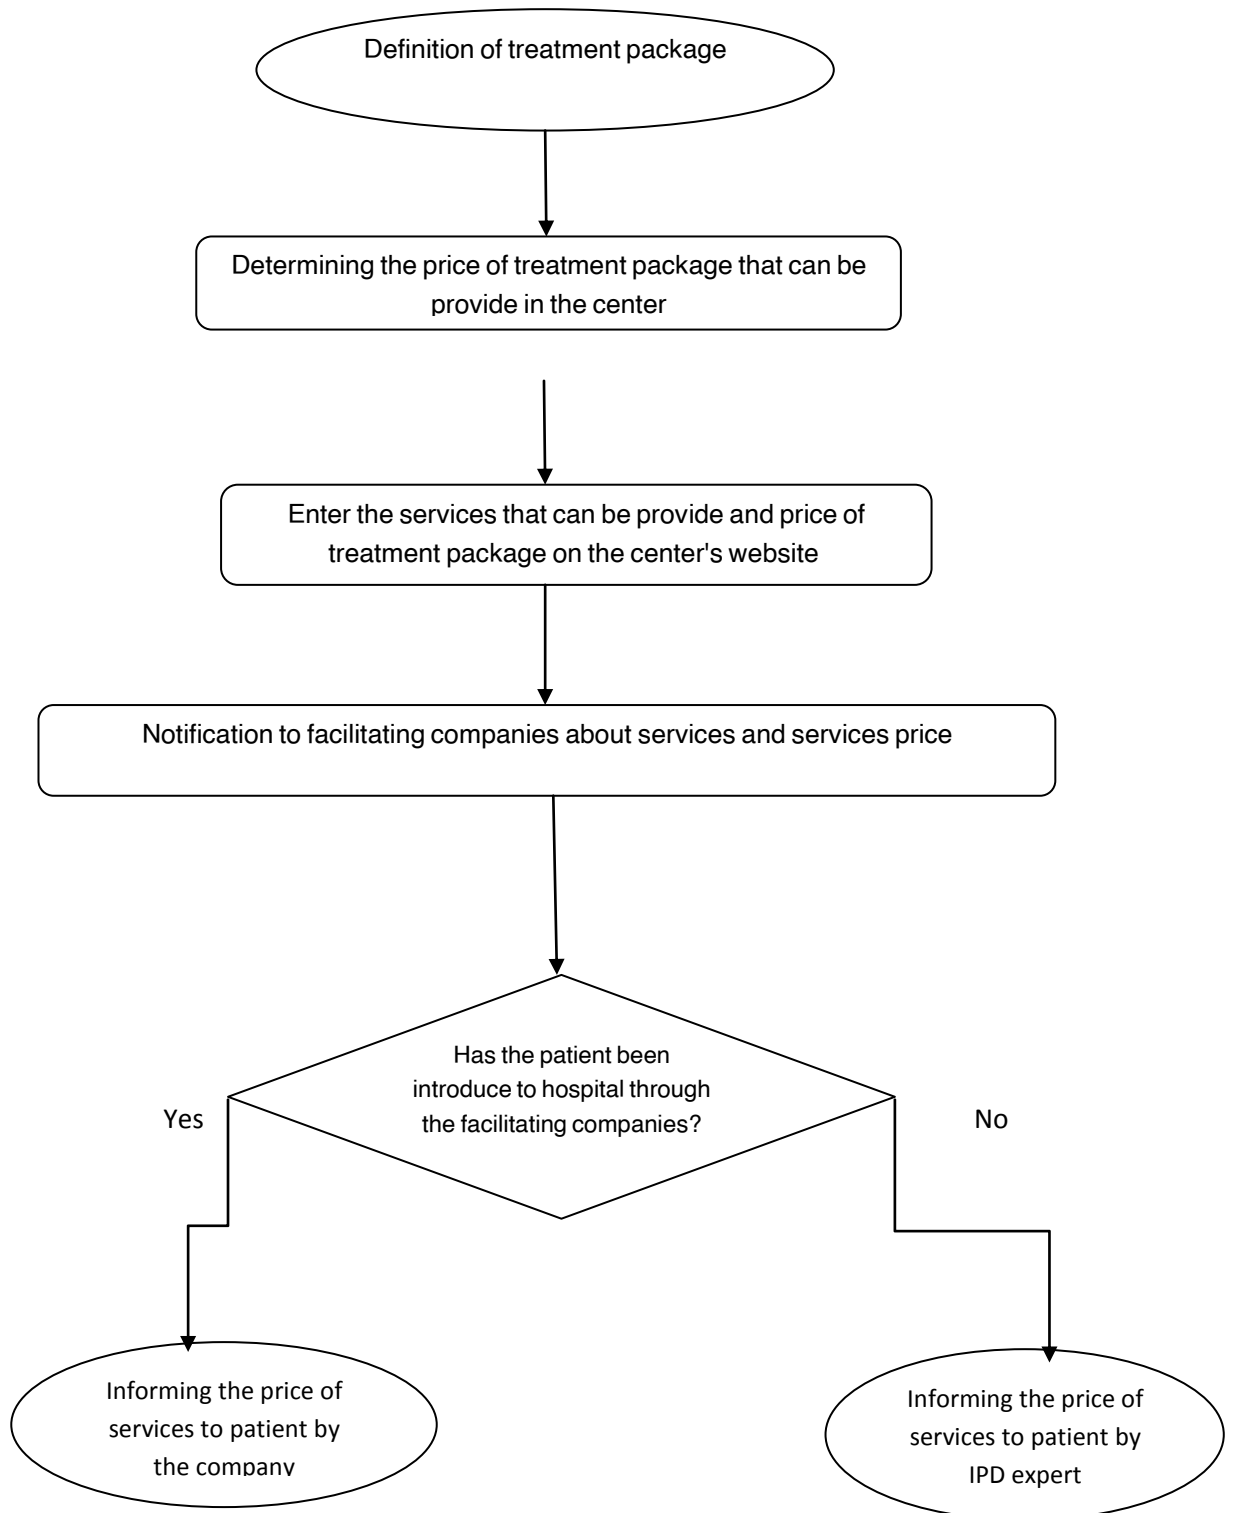 Definition of treatment package
Determining the price of treatment package that can be
provide in the center
Enter the services that can be provide and price of
treatment package on the center's website
Notification to facilitating companies about services and services price
Has the patient been
introduce to hospital through
the facilitating companies?
Yes
No
Informing the price of
services to patient by
the company
Informing the price of
services to patient by
IPD expert